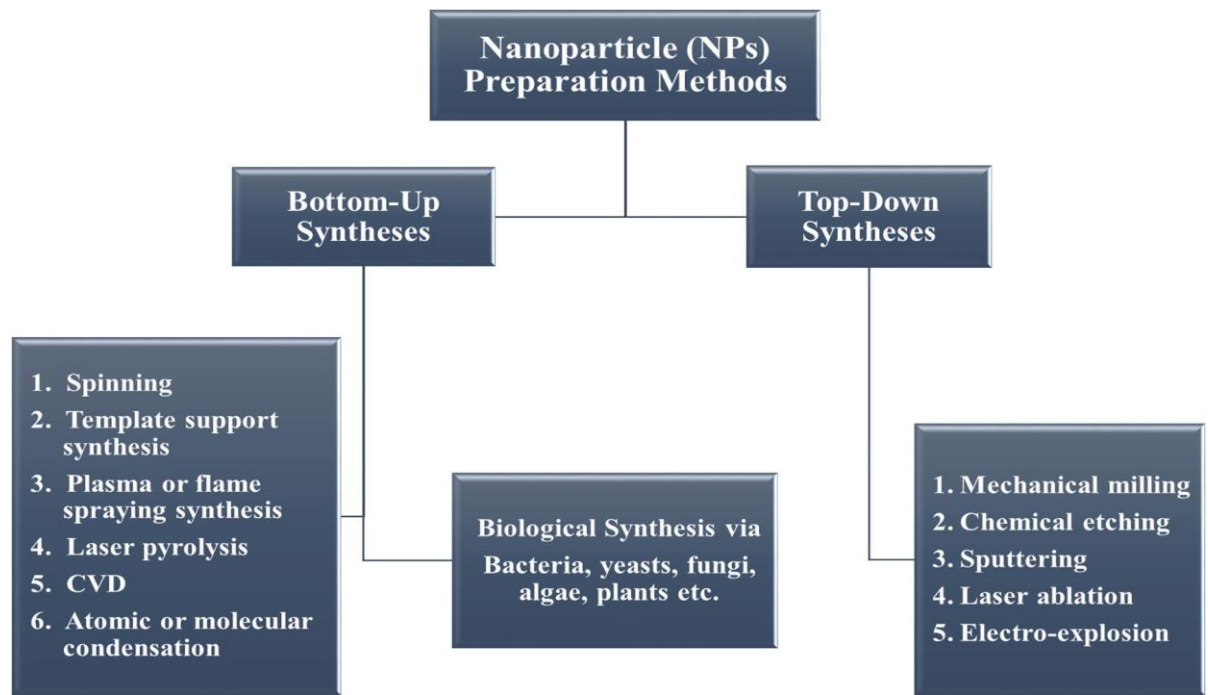 Nanoparticle (NPs)
Preparation Methods
Bottom-Up
Syntheses
Top-Down
Syntheses
1. Spinning
2. Template support
synthesis
3. Plasma or flame
spraying synthesis
4. Laser pyrolysis
5. CVD
6. Atomic or molecular
condensation
Biological Synthesis via
Bacteria, yeasts, fungi,
algae, plants etc.
1. Mechanical milling
2. Chemical etching
3. Sputtering
4. Laser ablation
5. Electro-explosion